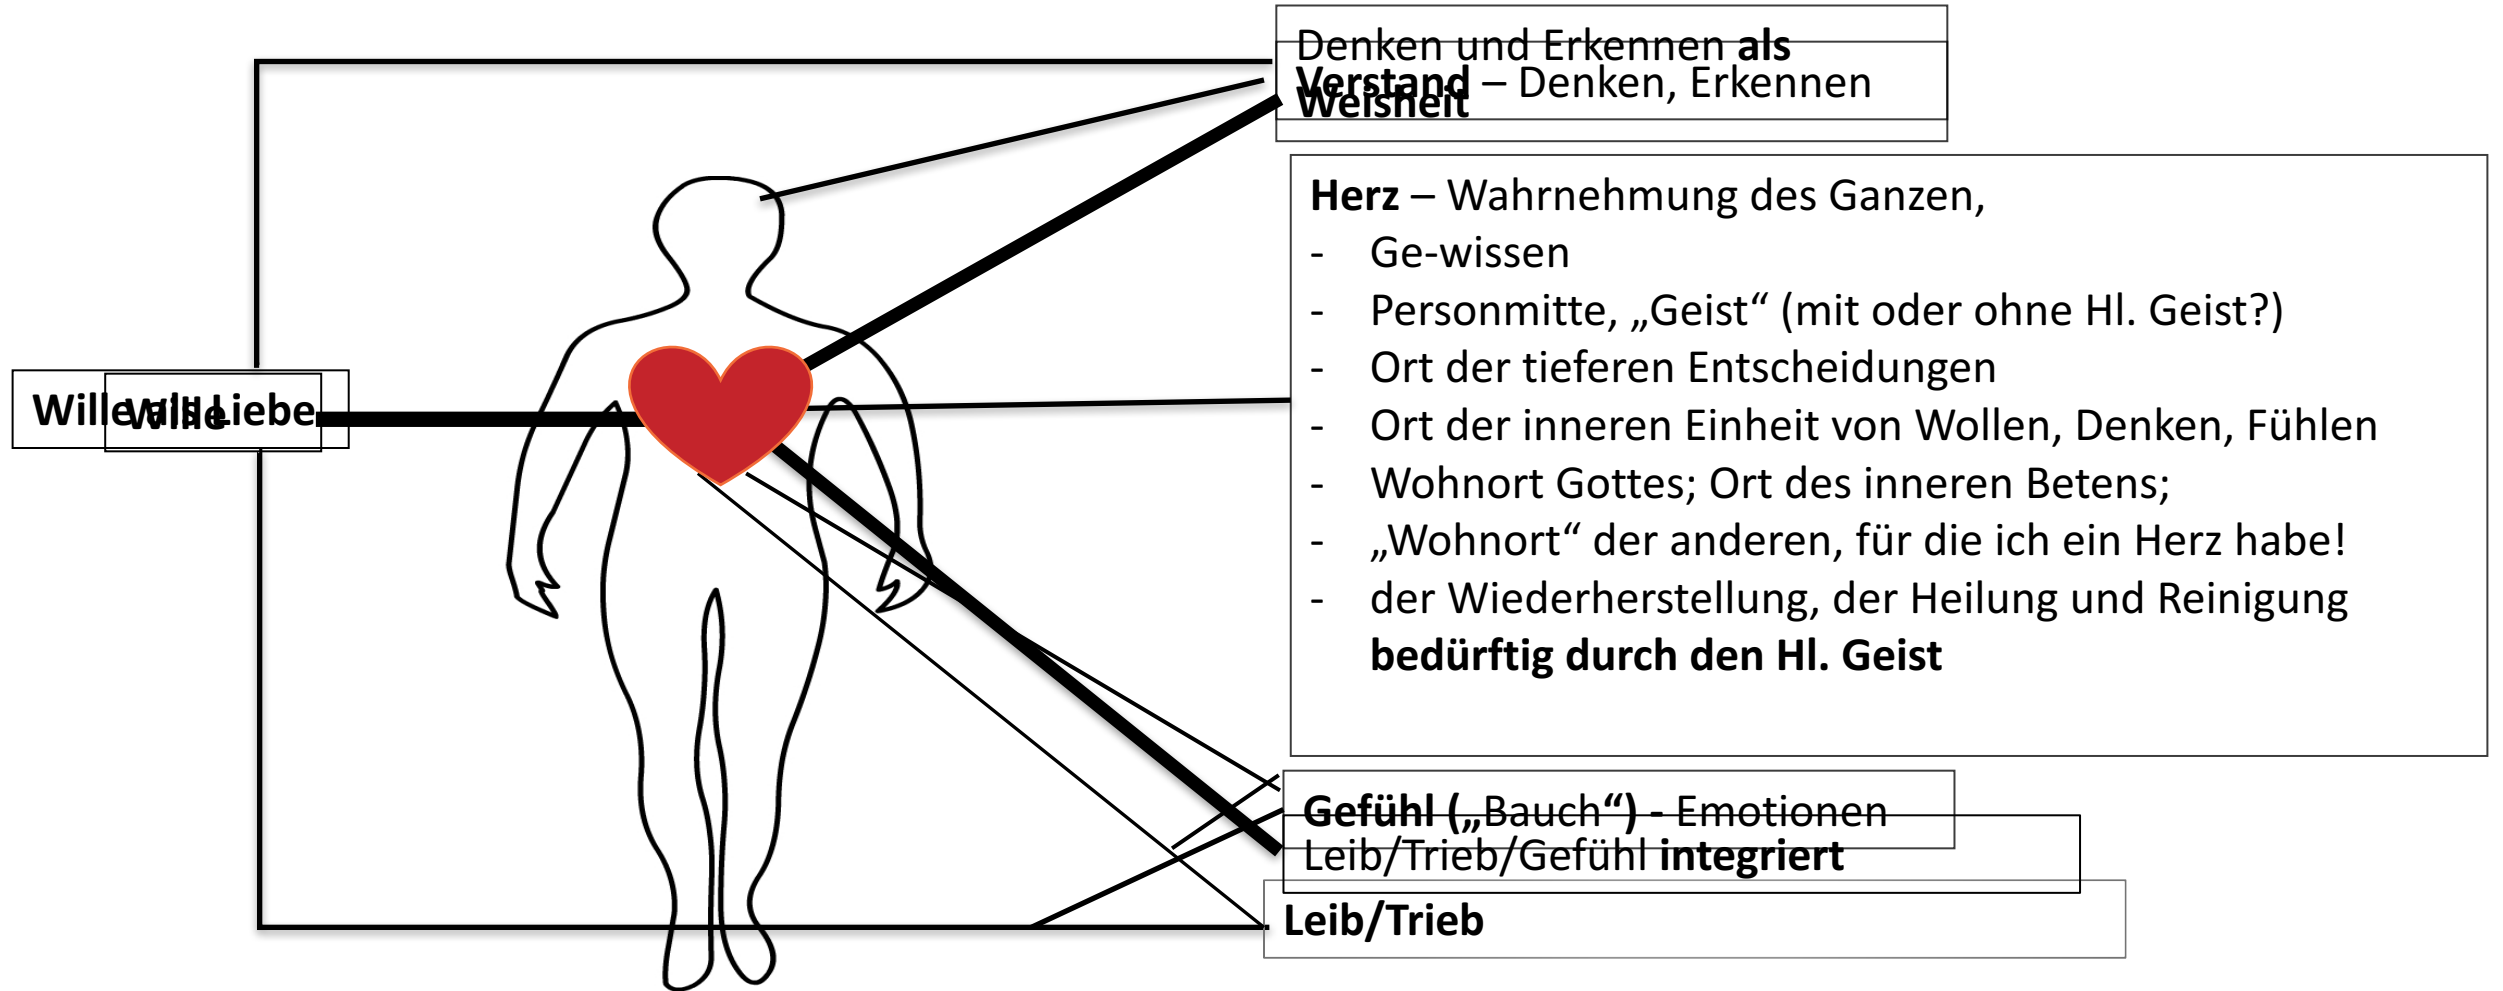 Denken und Erkennen als
Weisheit
Verstand – Denken, Erkennen
Herz – Wahrnehmung des Ganzen,
- Ge-wissen
- Personmitte, „Geist“ (mit oder ohne Hl. Geist?)
- Ort der tieferen Entscheidungen
- Ort der inneren Einheit von Wollen, Denken, Fühlen
- Wohnort Gottes; Ort des inneren Betens;
- „Wohnort“ der anderen, für die ich ein Herz habe!
- der Wiederherstellung, der Heilung und Reinigung
bedürftig durch den Hl. Geist
Wille als Liebe
Wille
Gefühl („Bauch“) - Emotionen
Leib/Trieb/Gefühl integriert
Leib/Trieb